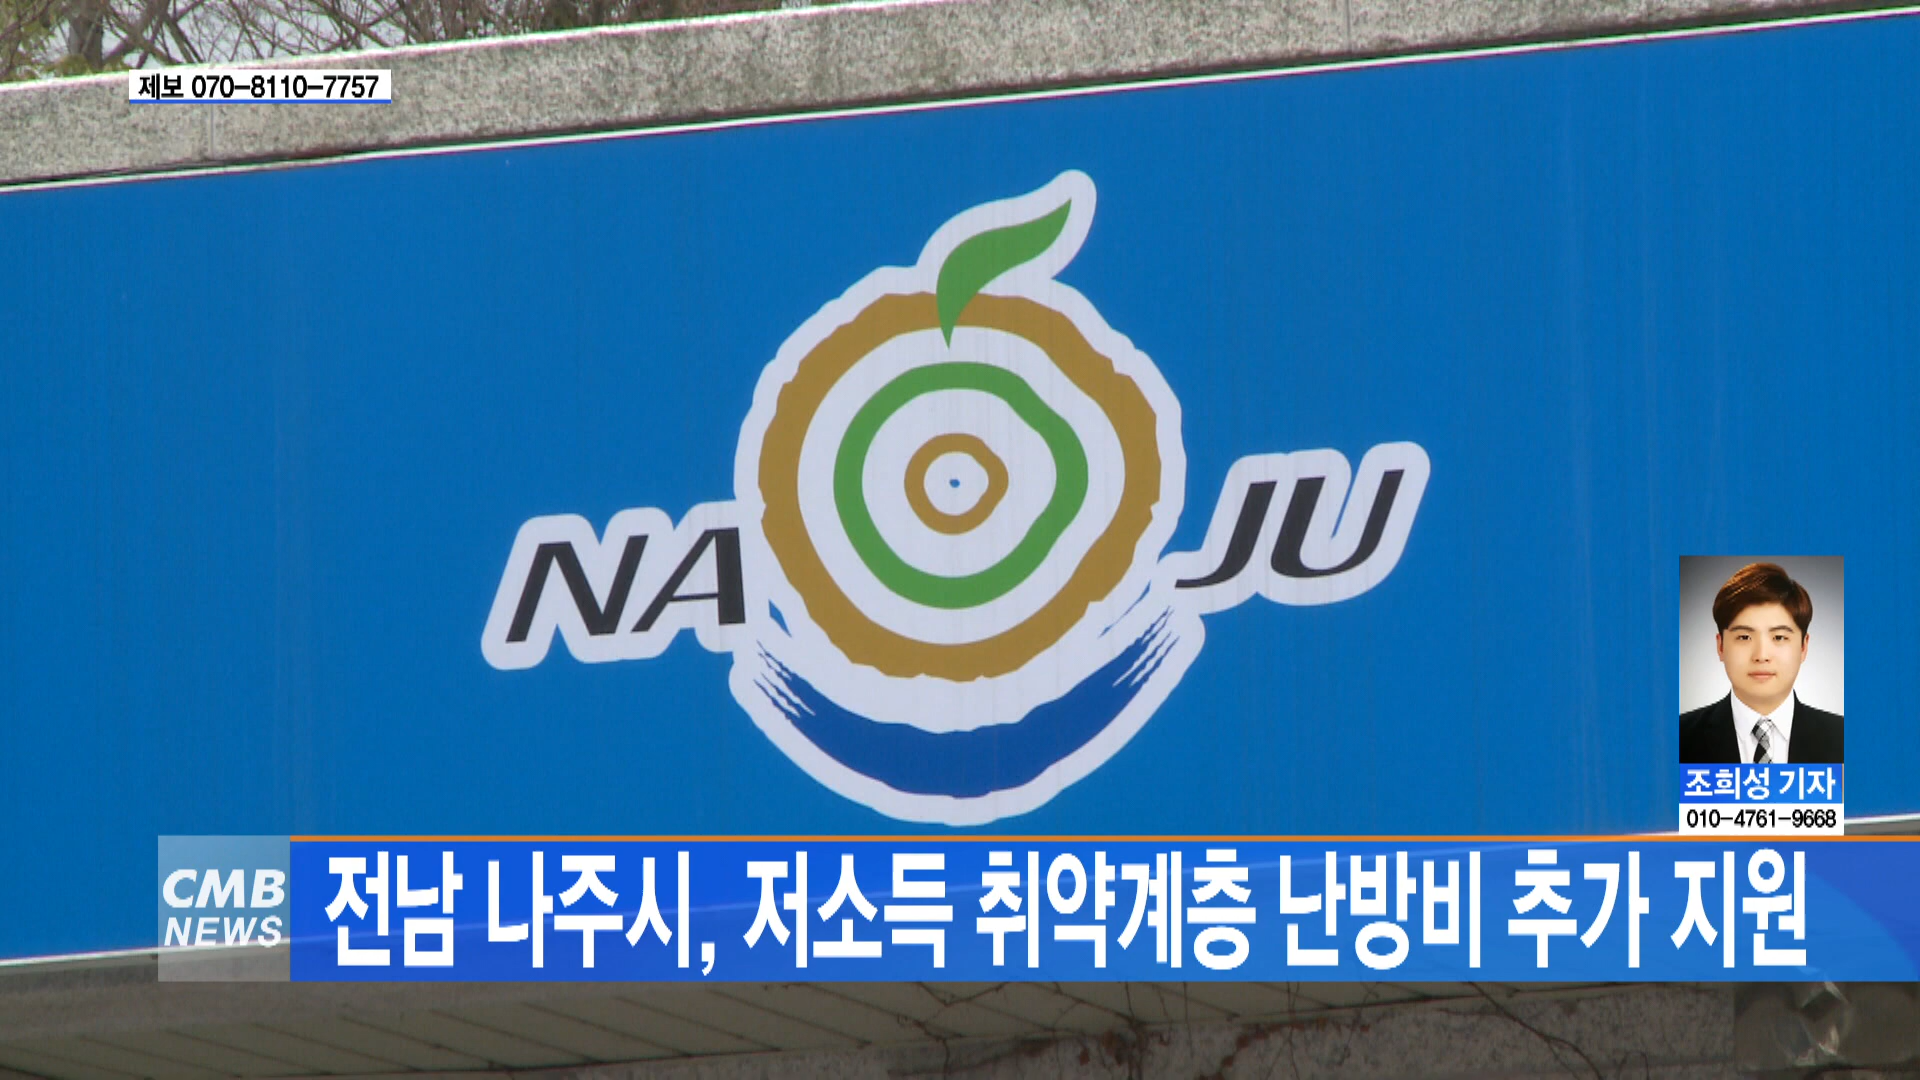 제보 070-8110-7757
NA JU
조희성 기자
010-4761-9668
CMB
NEWS
전남 나주시, 저소득 취약계층 난방비 추가 지원